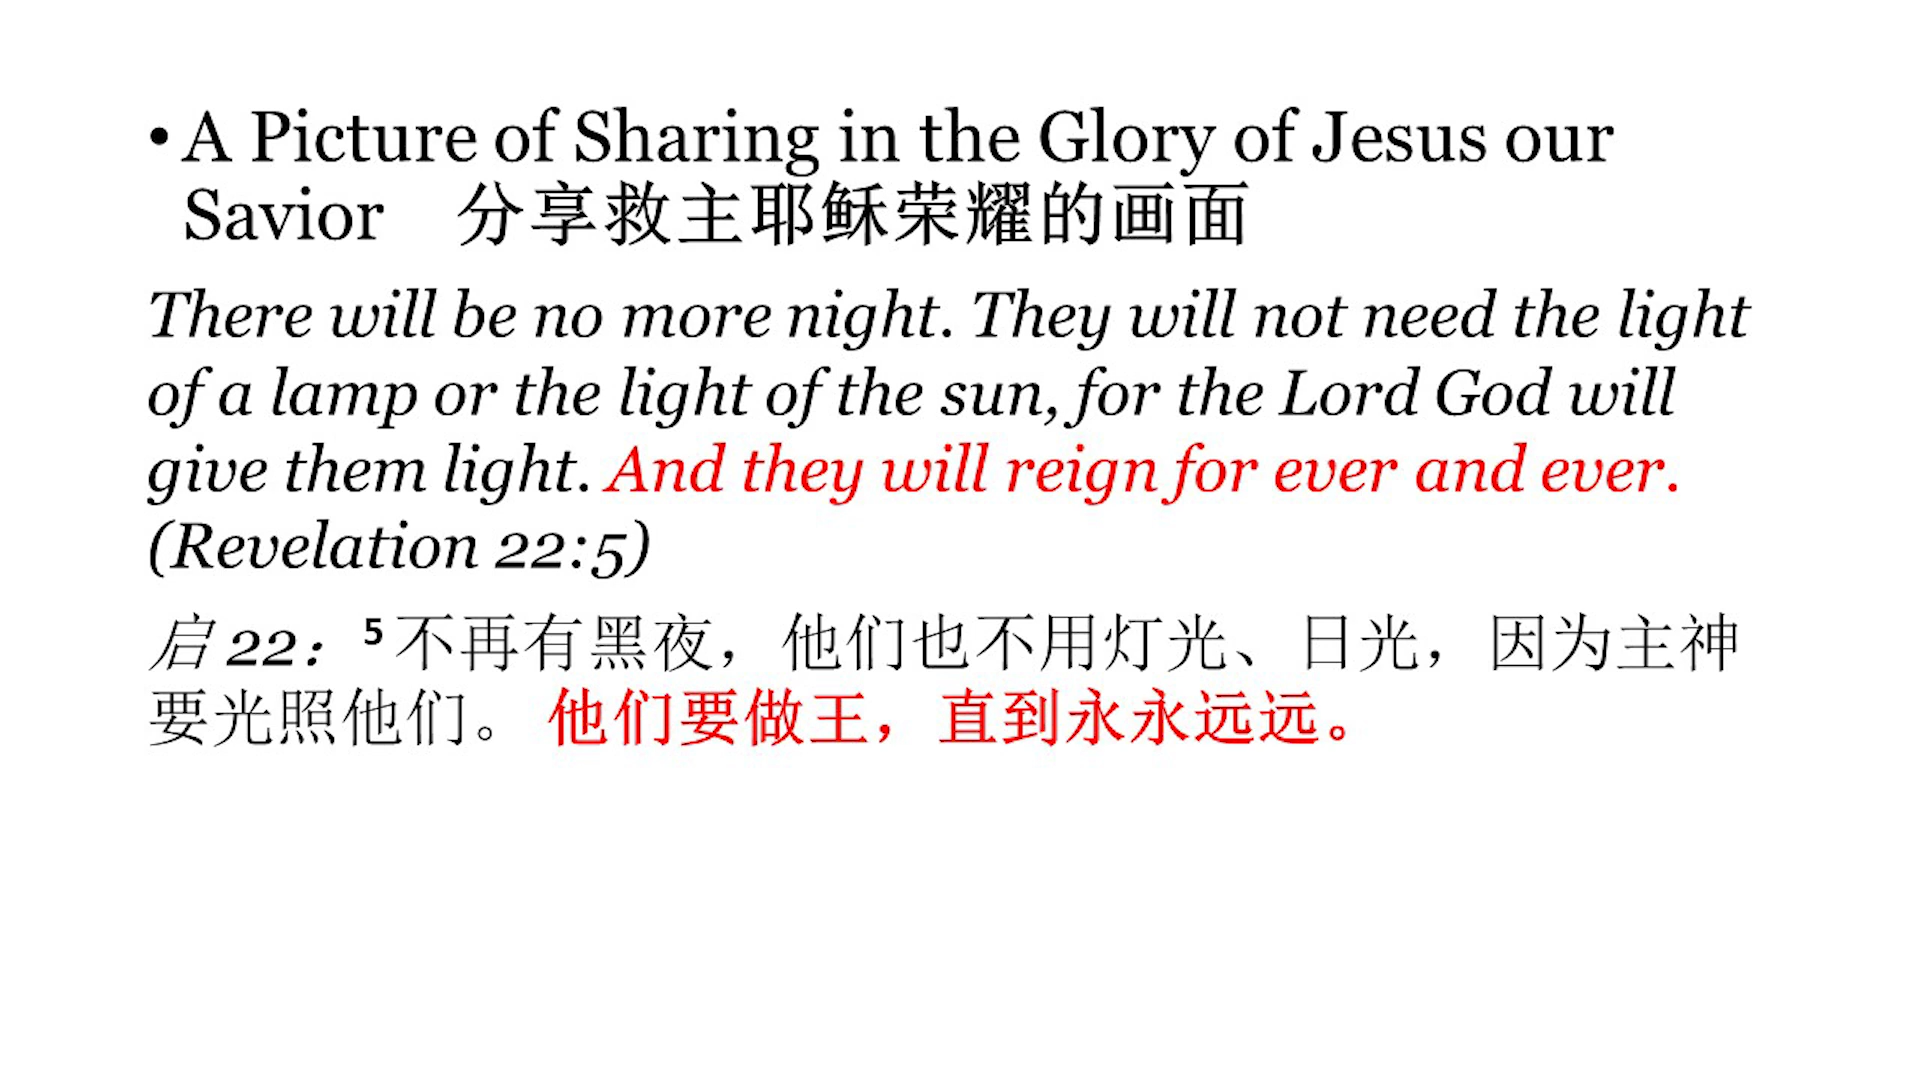 • A Picture of Sharing in the Glory of Jesus our
Savior 分享救主耶稣荣耀的画面
There will be no more night. They will not need the light
of a lamp or the light of the sun, for the Lord God will
give them light. And they will reign for ever and ever.
(Revelation 22:5)
启 22：5 不再有黑夜，他们也不用灯光、日光，因为主神
要光照他们。 他们要做王，直到永永远远。